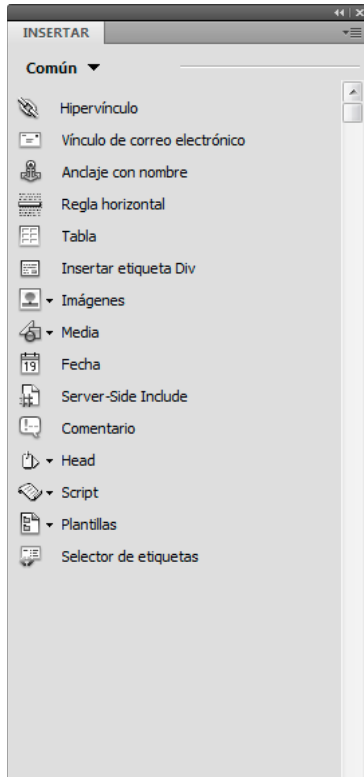 INSERTAR
Común
Hipervínculo
Vínculo de correo electrónico
Anclaje con nombre
Regla horizontal
Tabla
Insertar etiqueta Div
Imágenes
Media
19 Fecha
Server-Side Include
Comentario
Head
Script
Plantillas
Selector de etiquetas